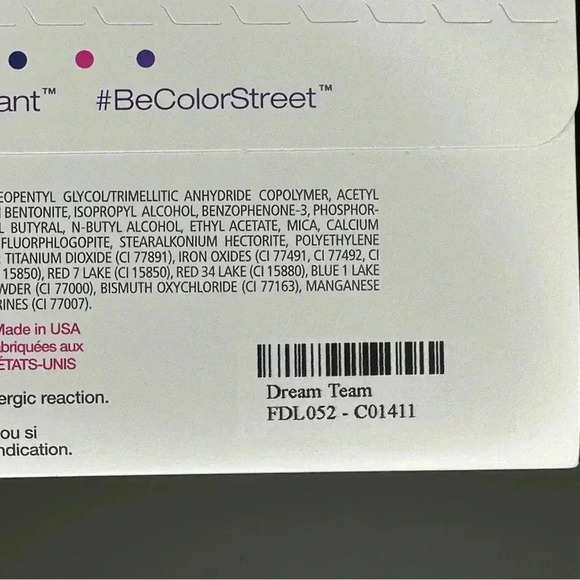 ant™ #BeColorStreet™
EOPENTYL GLYCOL/TRIMELLITIC ANHYDRIDE COPOLYMER, ACETYL
BENTONITE, ISOPROPYL ALCOHOL, BENZOPHENONE-3, PHOSPHOR-
BUTYRAL, N-BUTYL ALCOHOL, ETHYL ACETATE, MICA, CALCIUM
FLUORPHLOGOPITE, STEARALKONIUM HECTORITE, POLYETHYLENE
TITANIUM DIOXIDE (CI 77891), IRON OXIDES (CI 77491, CI 77492, CI
15850), RED 7 LAKE (CI 15850), RED 34 LAKE (CI 15880), BLUE 1 LAKE
WDER (CI 77000), BISMUTH OXYCHLORIDE (CI 77163), MANGANESE
RINES (CI 77007).
Made in USA
briquées aux
ÉTATS-UNIS
ergic reaction.
ou si
ndication.
Dream Team
FDL052 - C01411